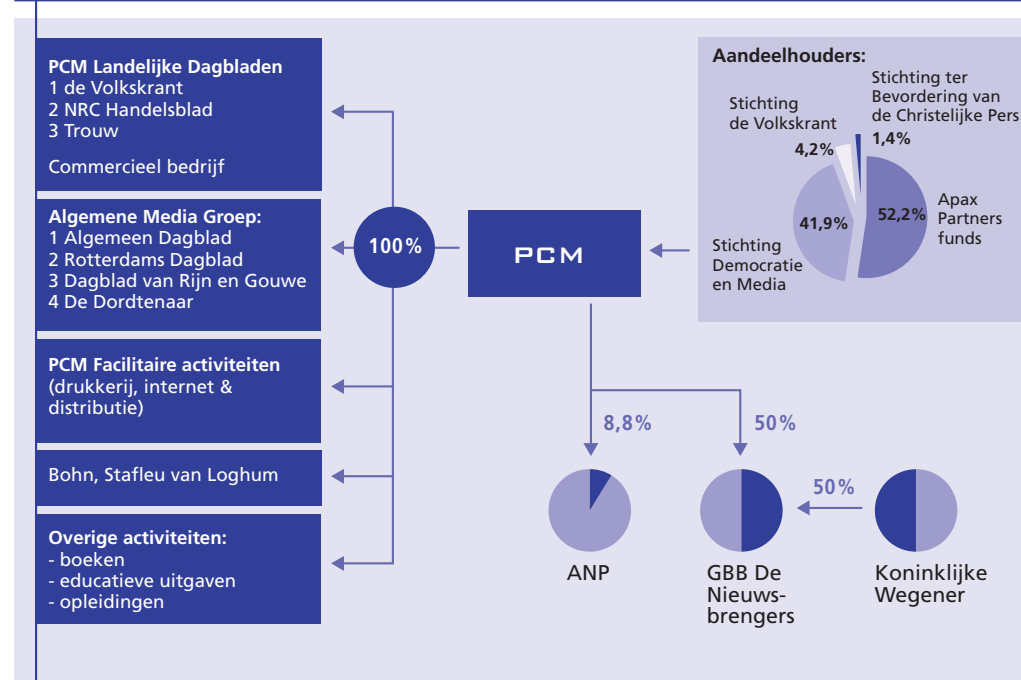 PCM Landelijke Dagbladen
1 de Volkskrant
2 NRC Handelsblad
3 Trouw
Commercieel bedrijf
Algemene Media Groep:
1 Algemeen Dagblad
2 Rotterdams Dagblad
3 Dagblad van Rijn en Gouwe
4 De Dordtenaar
PCM Facilitaire activiteiten
(drukkerij, internet &
distributie)
Bohn, Stafleu van Loghum
Overige activiteiten:
- boeken
- educatieve uitgaven
- opleidingen
100%
PCM
Aandeelhouders:
Stichting
de Volkskrant
4,2%
Stichting ter
Bevordering van
de Christelijke Pers
1,4%
41,9%
Stichting
Democratie
en Media
52,2%
Apax
Partners
funds
8,8%
50%
50%
ANP
GBB De
Nieuws-
brengers
Koninklijke
Wegener